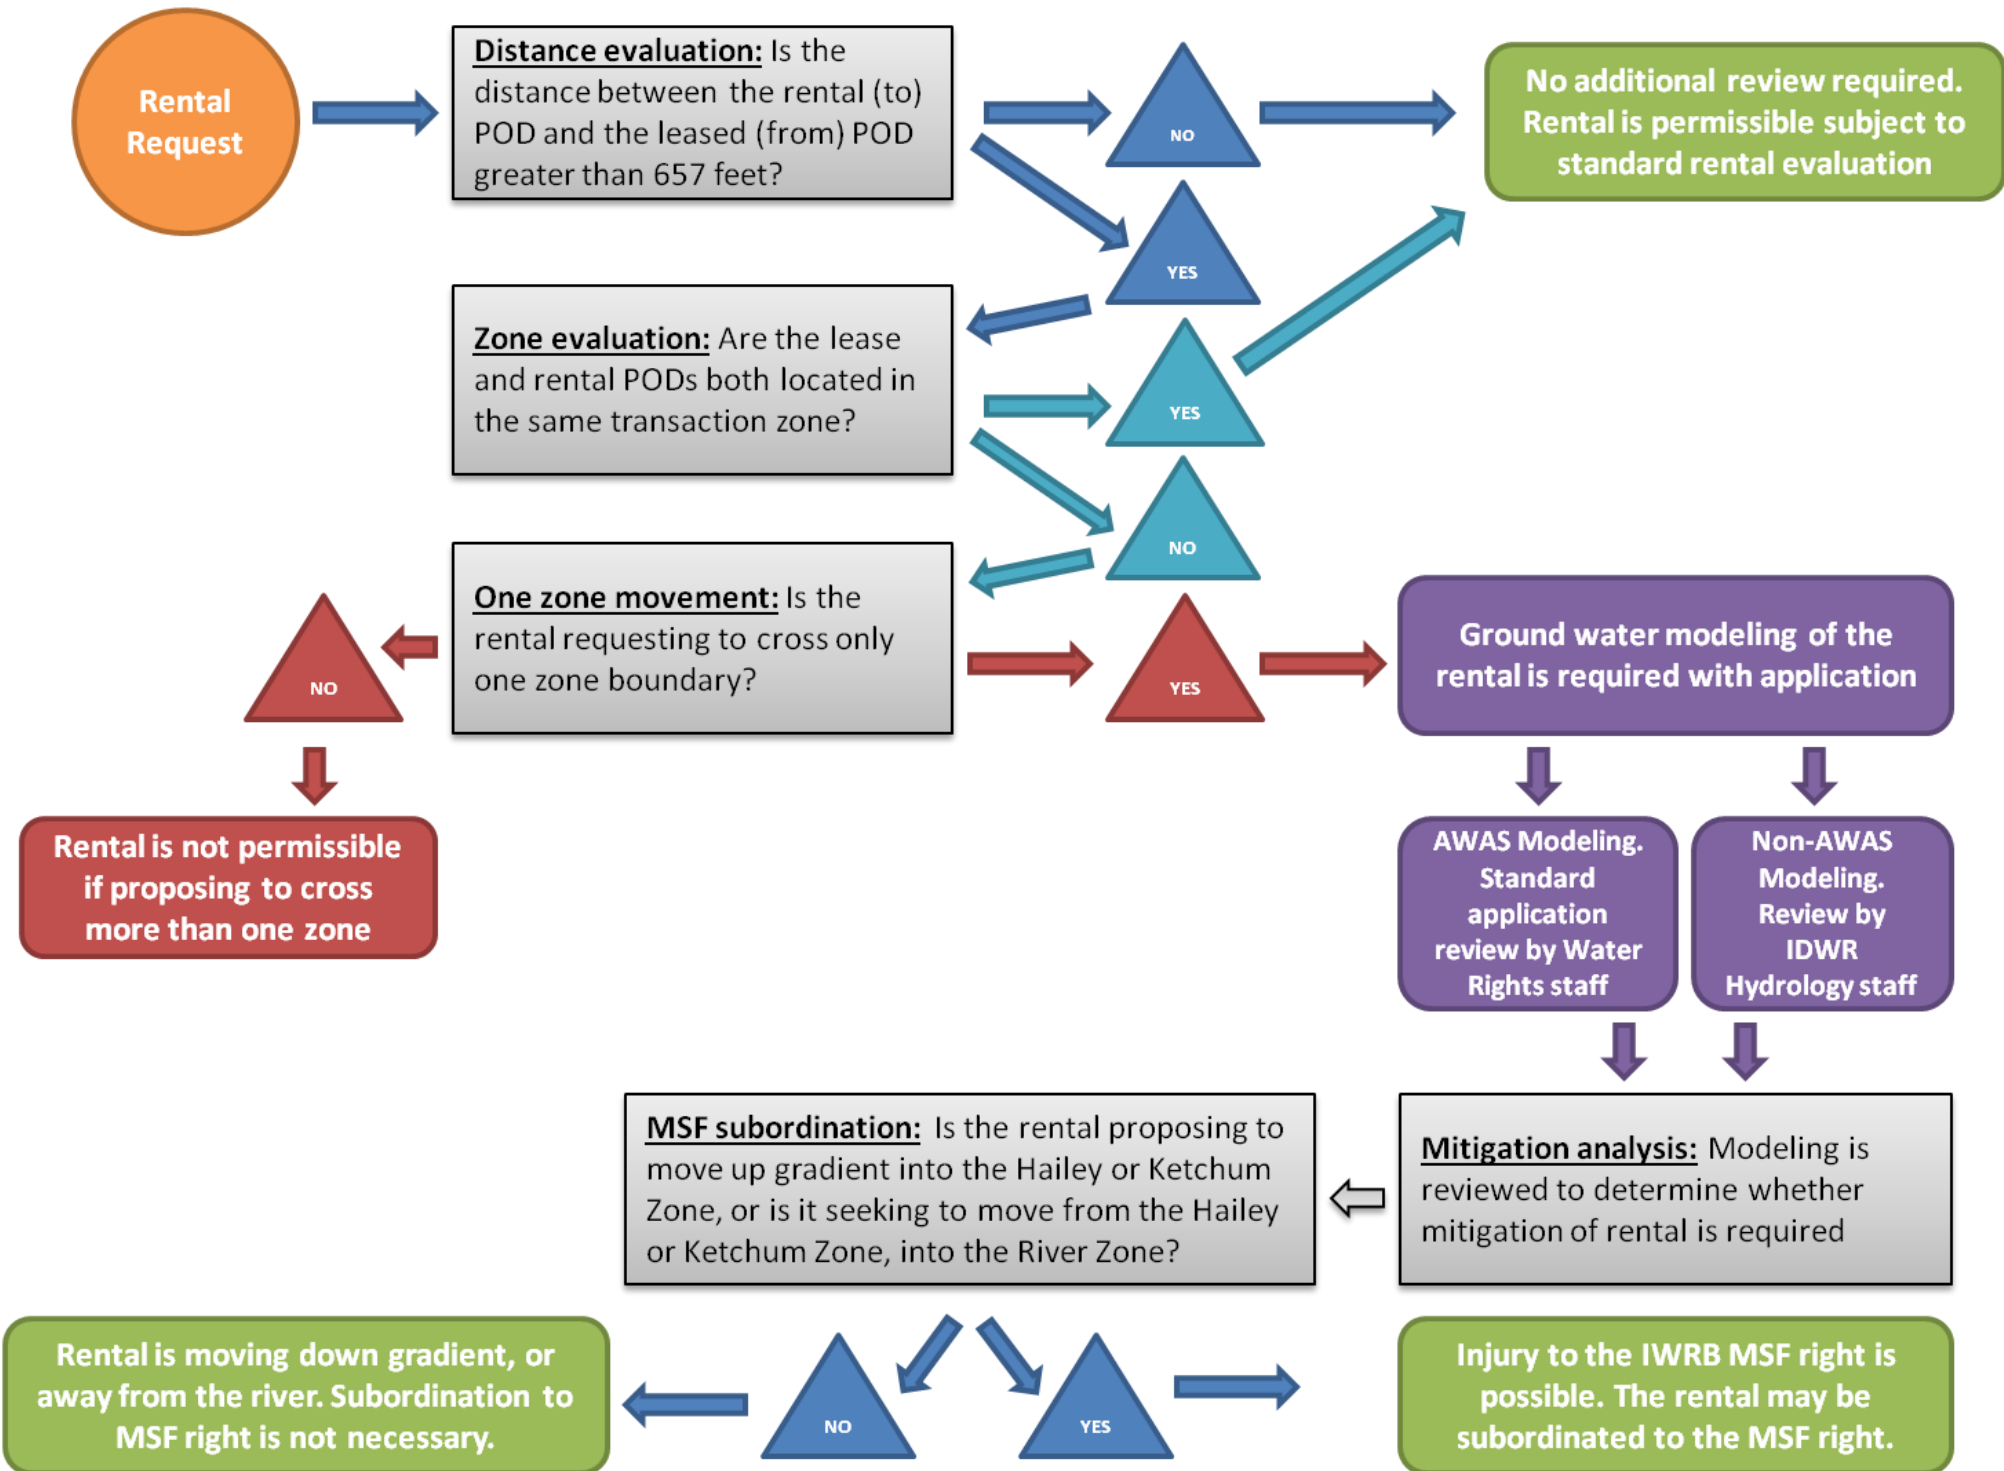 Rental
Request
Distance evaluation: Is the
distance between the rental (to)
POD and the leased (from) POD
greater than 657 feet?
NO
No additional review required.
Rental is permissible subject to
standard rental evaluation
YES
Zone evaluation: Are the lease
and rental PODs both located in
the same transaction zone?
YES
NO
One zone movement: Is the
rental requesting to cross only
one zone boundary?
NO
YES
Ground water modeling of the
rental is required with application
Rental is not permissible
if proposing to cross
more than one zone
AWAS Modeling.
Standard
application
review by Water
Rights staff
Non-AWAS
Modeling.
Review by
IDWR
Hydrology staff
MSF subordination: Is the rental proposing to
move up gradient into the Hailey or Ketchum
Zone, or is it seeking to move from the Hailey
or Ketchum Zone, into the River Zone?
Mitigation analysis: Modeling is
reviewed to determine whether
mitigation of rental is required
Rental is moving down gradient, or
away from the river. Subordination to
MSF right is not necessary.
NO
YES
Injury to the IWRB MSF right is
possible. The rental may be
subordinated to the MSF right.